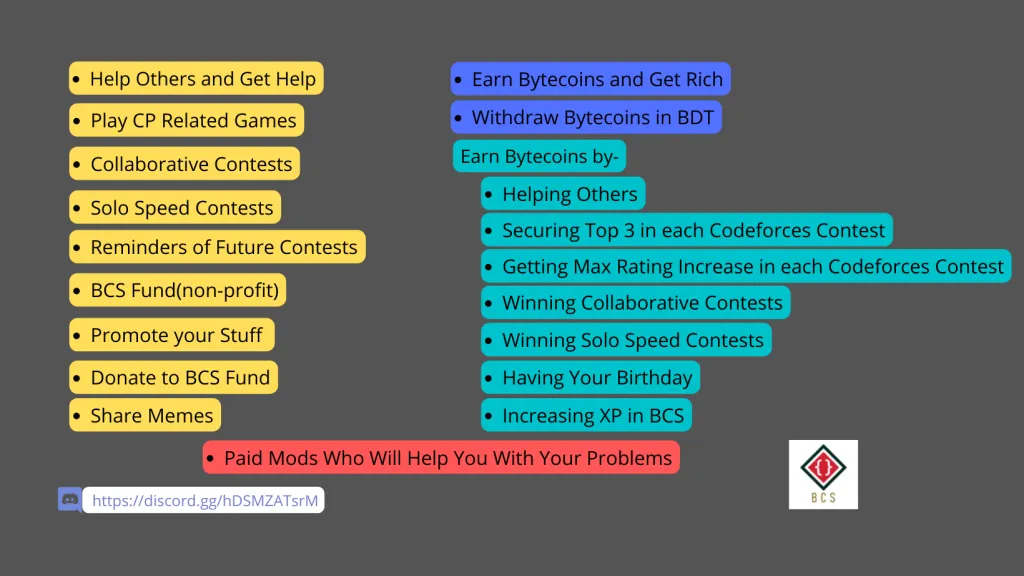 • Help Others and Get Help
• Play CP Related Games
• Collaborative Contests
• Solo Speed Contests
• Reminders of Future Contests
• BCS Fund(non-profit)
• Promote your Stuff
• Donate to BCS Fund
• Share Memes
• Earn Bytecoins and Get Rich
• Withdraw Bytecoins in BDT
Earn Bytecoins by-
• Helping Others
• Securing Top 3 in each Codeforces Contest
• Getting Max Rating Increase in each Codeforces Contest
• Winning Collaborative Contests
• Winning Solo Speed Contests
• Having Your Birthday
• Increasing XP in BCS
• Paid Mods Who Will Help You With Your Problems
https://discord.gg/hDSMZATsrM
{}
BCS